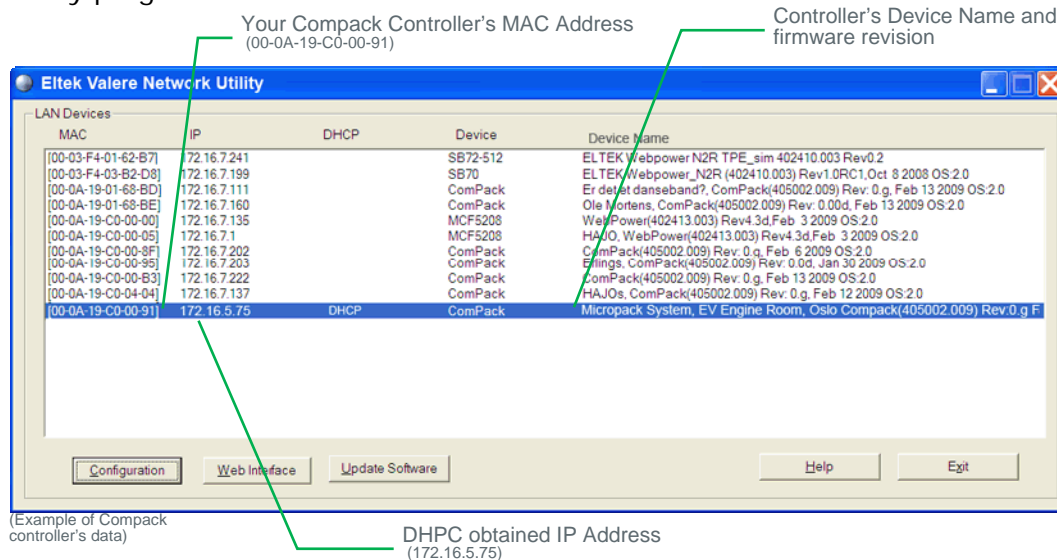 Your Compack Controller's MAC Address
(00-0A-19-C0-00-91)
Controller's Device Name and
firmware revision
Eltek Valere Network Utility
LAN Devices
MAC IP DHCP Device Device Name
[00-03-F4-01-62-B7] 172.16.7.241 SB72-512 ELTEK Webpower N2R TPE_sim 402410.003 Rev0.2
[00-03-F4-03-B2-D8] 172.16.7.199 SB70 ELTEK Webpower_N2R (402410.003) Rev1.0RC1,Oct 8 2008 OS:2.0
[00-0A-19-01-68-BD] 172.16.7.111 ComPack Er det et danseband?, ComPack(405002.009) Rev: 0.g, Feb 13 2009 OS:2.0
[00-0A-19-01-68-BE] 172.16.7.160 ComPack Ole Mortens, ComPack(405002.009) Rev: 0.00d, Feb 13 2009 OS:2.0
[00-0A-19-C0-00-00] 172.16.7.135 MCF5208 WebPower(402413.003) Rev4.3d,Feb 3 2009 OS:2.0
[00-0A-19-C0-00-05] 172.16.7.1 MCF5208 HAJO, WebPower(402413.003) Rev4.3d,Feb 3 2009 OS:2.0
[00-0A-19-C0-00-8F] 172.16.7.202 ComPack ComPack(405002.009) Rev: 0.g, Feb 6 2009 OS:2.0
[00-0A-19-C0-00-95] 172.16.7.203 ComPack Erlings, ComPack(405002.009) Rev: 0.0d, Jan 30 2009 OS:2.0
[00-0A-19-C0-00-B3] 172.16.7.222 ComPack ComPack(405002.009) Rev: 0.g, Feb 13 2009 OS:2.0
[00-0A-19-C0-04-04] 172.16.7.137 ComPack HAJOs, ComPack(405002.009) Rev: 0.g, Feb 12 2009 OS:2.0
[00-0A-19-C0-00-91] 172.16.5.75 DHCP ComPack Micropack System, EV Engine Room, Oslo Compack(405002.009) Rev:0.g F
Configuration Web Interface Update Software Help Exit
(Example of Compack
controller's data)
DHPC obtained IP Address
(172.16.5.75)